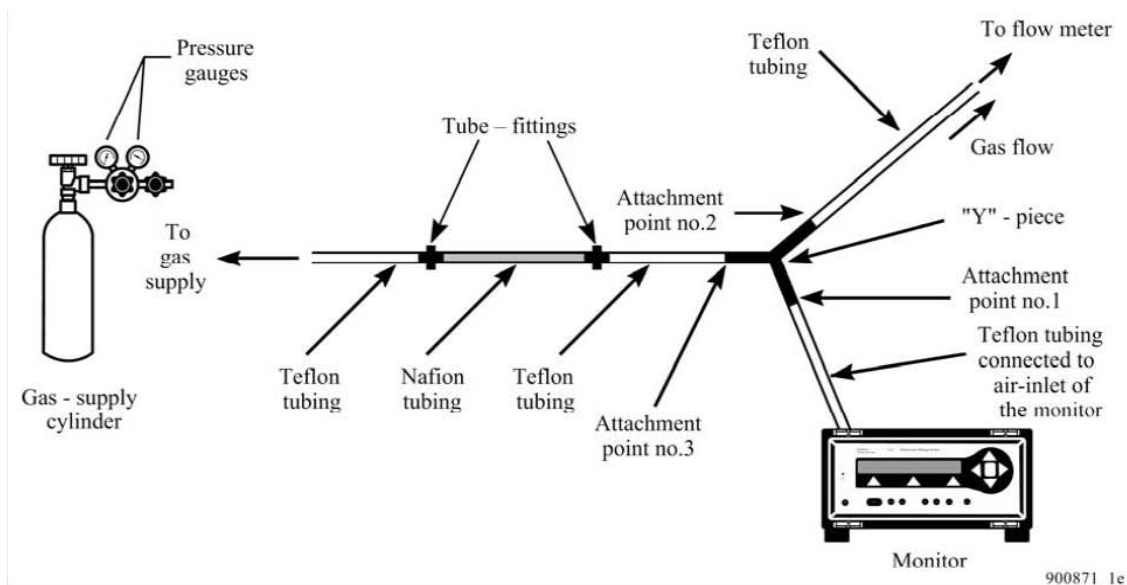 Pressure
gauges
Teflon
tubing
To flow meter
Gas flow
Tube – fittings
Attachment
point no.2
"Y" - piece
To
gas
supply
Attachment
point no.1
Teflon tubing
connected to
air-inlet of
the monitor
Teflon
tubing
Nafion
tubing
Teflon
tubing
Attachment
point no.3
Gas - supply
cylinder
Monitor
900871_1e